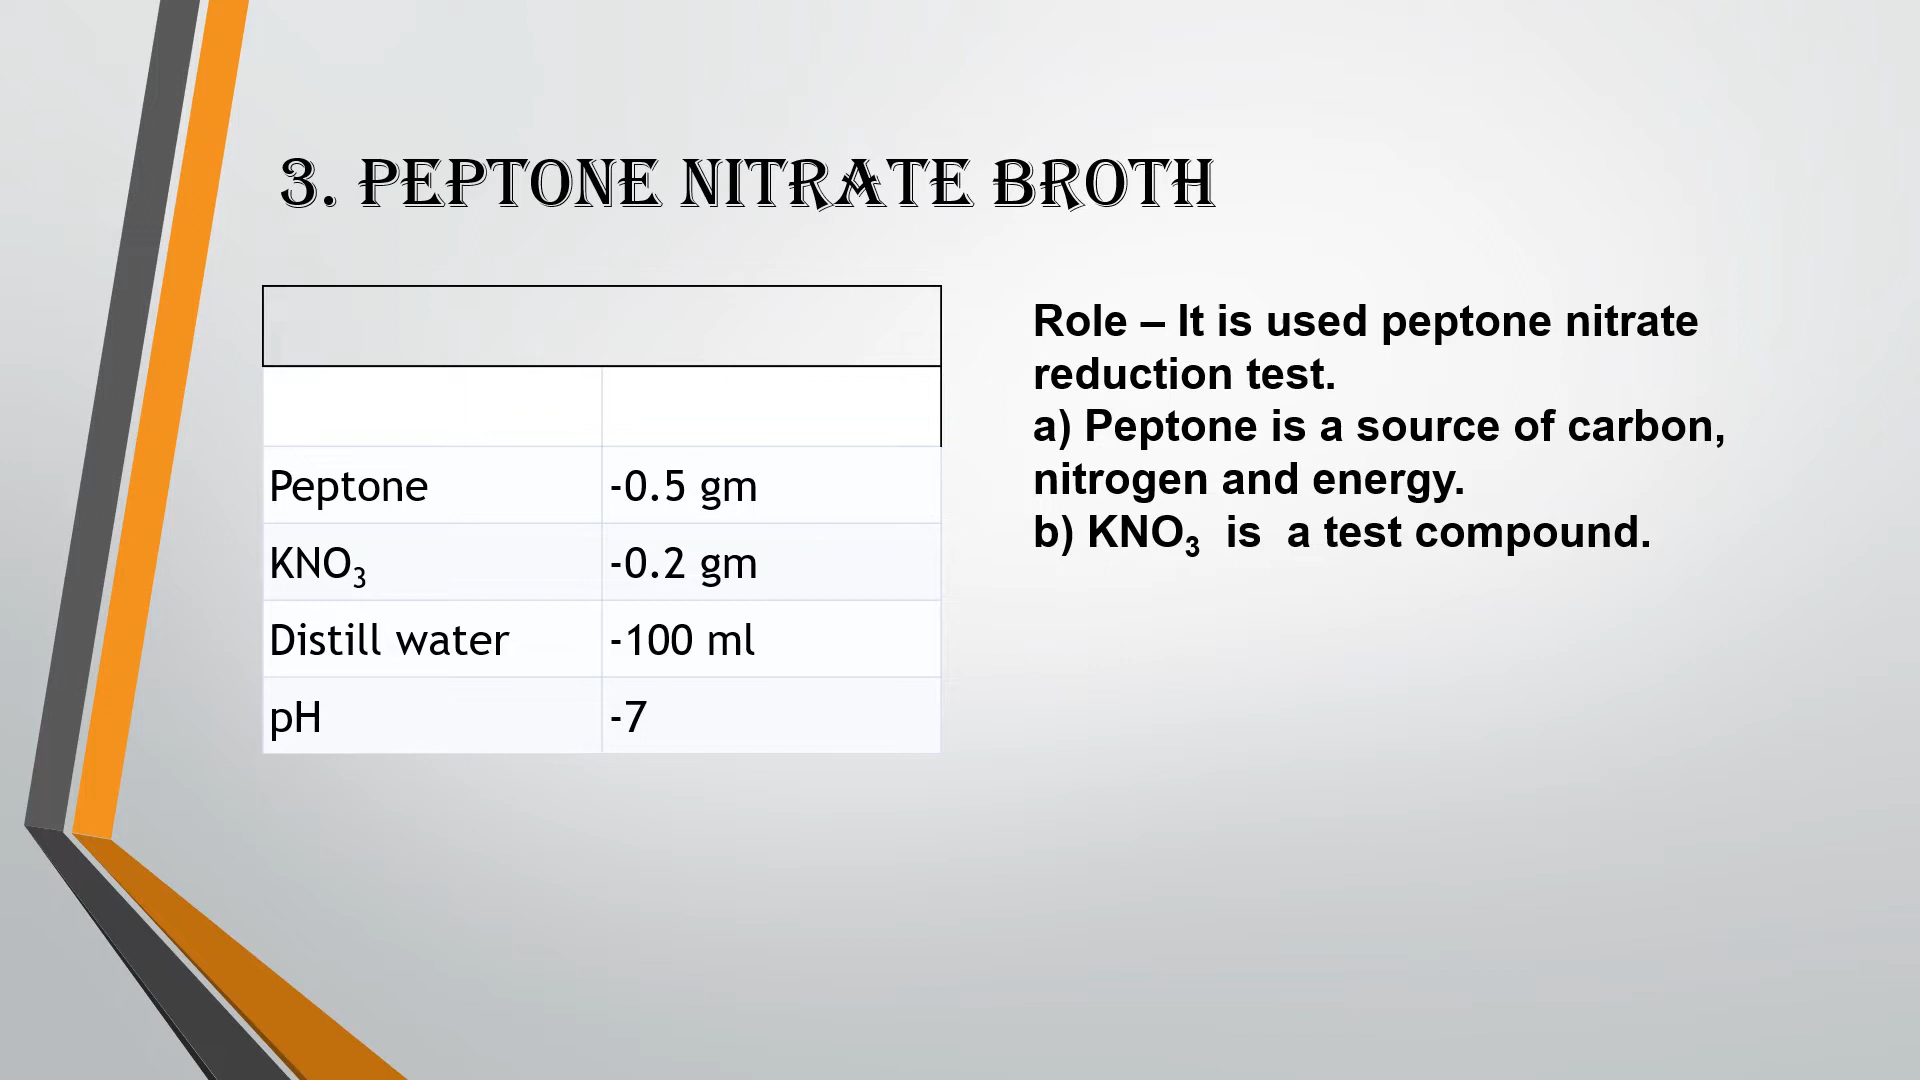 3. PEPTONE NITRATE BROTH
Peptone -0.5 gm
KNO₃ -0.2 gm
Distill water -100 ml
pH -7
Role – It is used peptone nitrate
reduction test.
a) Peptone is a source of carbon,
nitrogen and energy.
b) KNO₃ is a test compound.